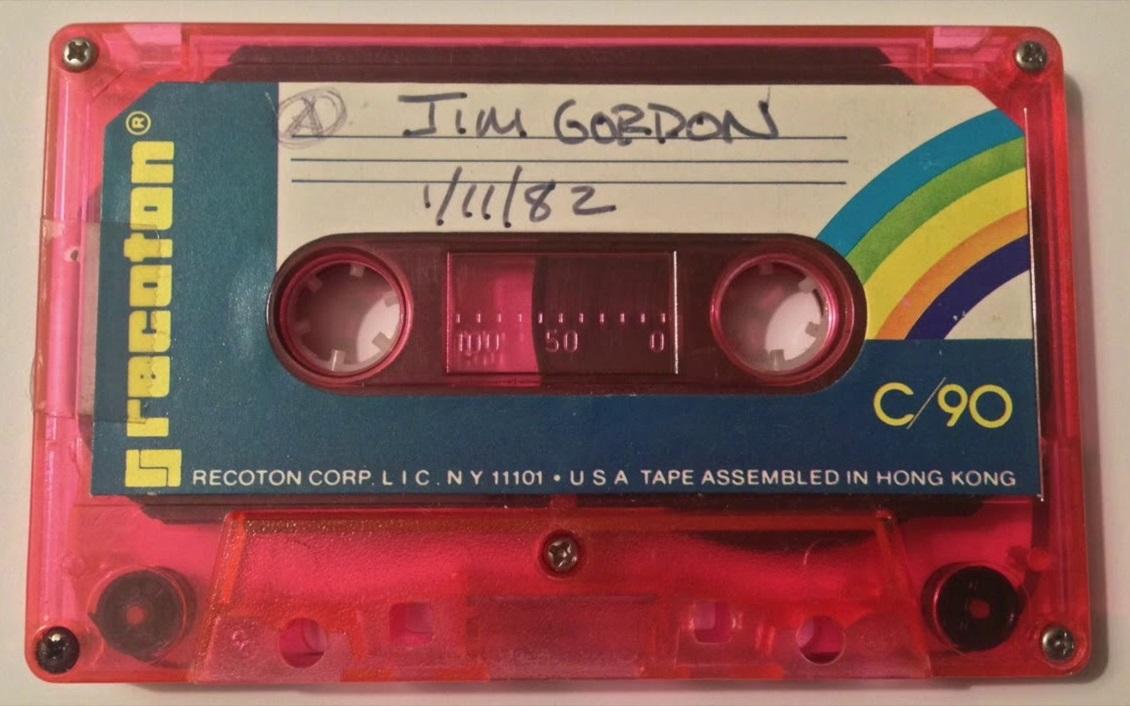 Ⓐ JIM GORDON
1/11/82
recoton®
100 50 0
C/90
RECOTON CORP. L I C. N Y 11101 • U S A TAPE ASSEMBLED IN HONG KONG